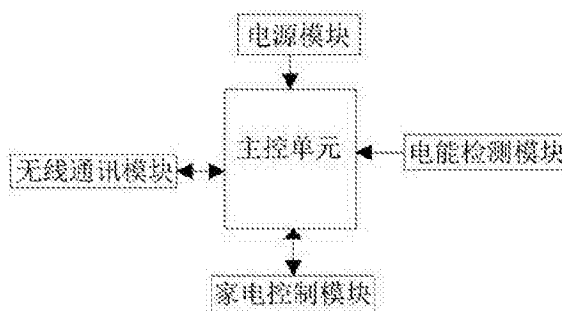 电源模块
主控单元
无线通讯模块
电能检测模块
家电控制模块